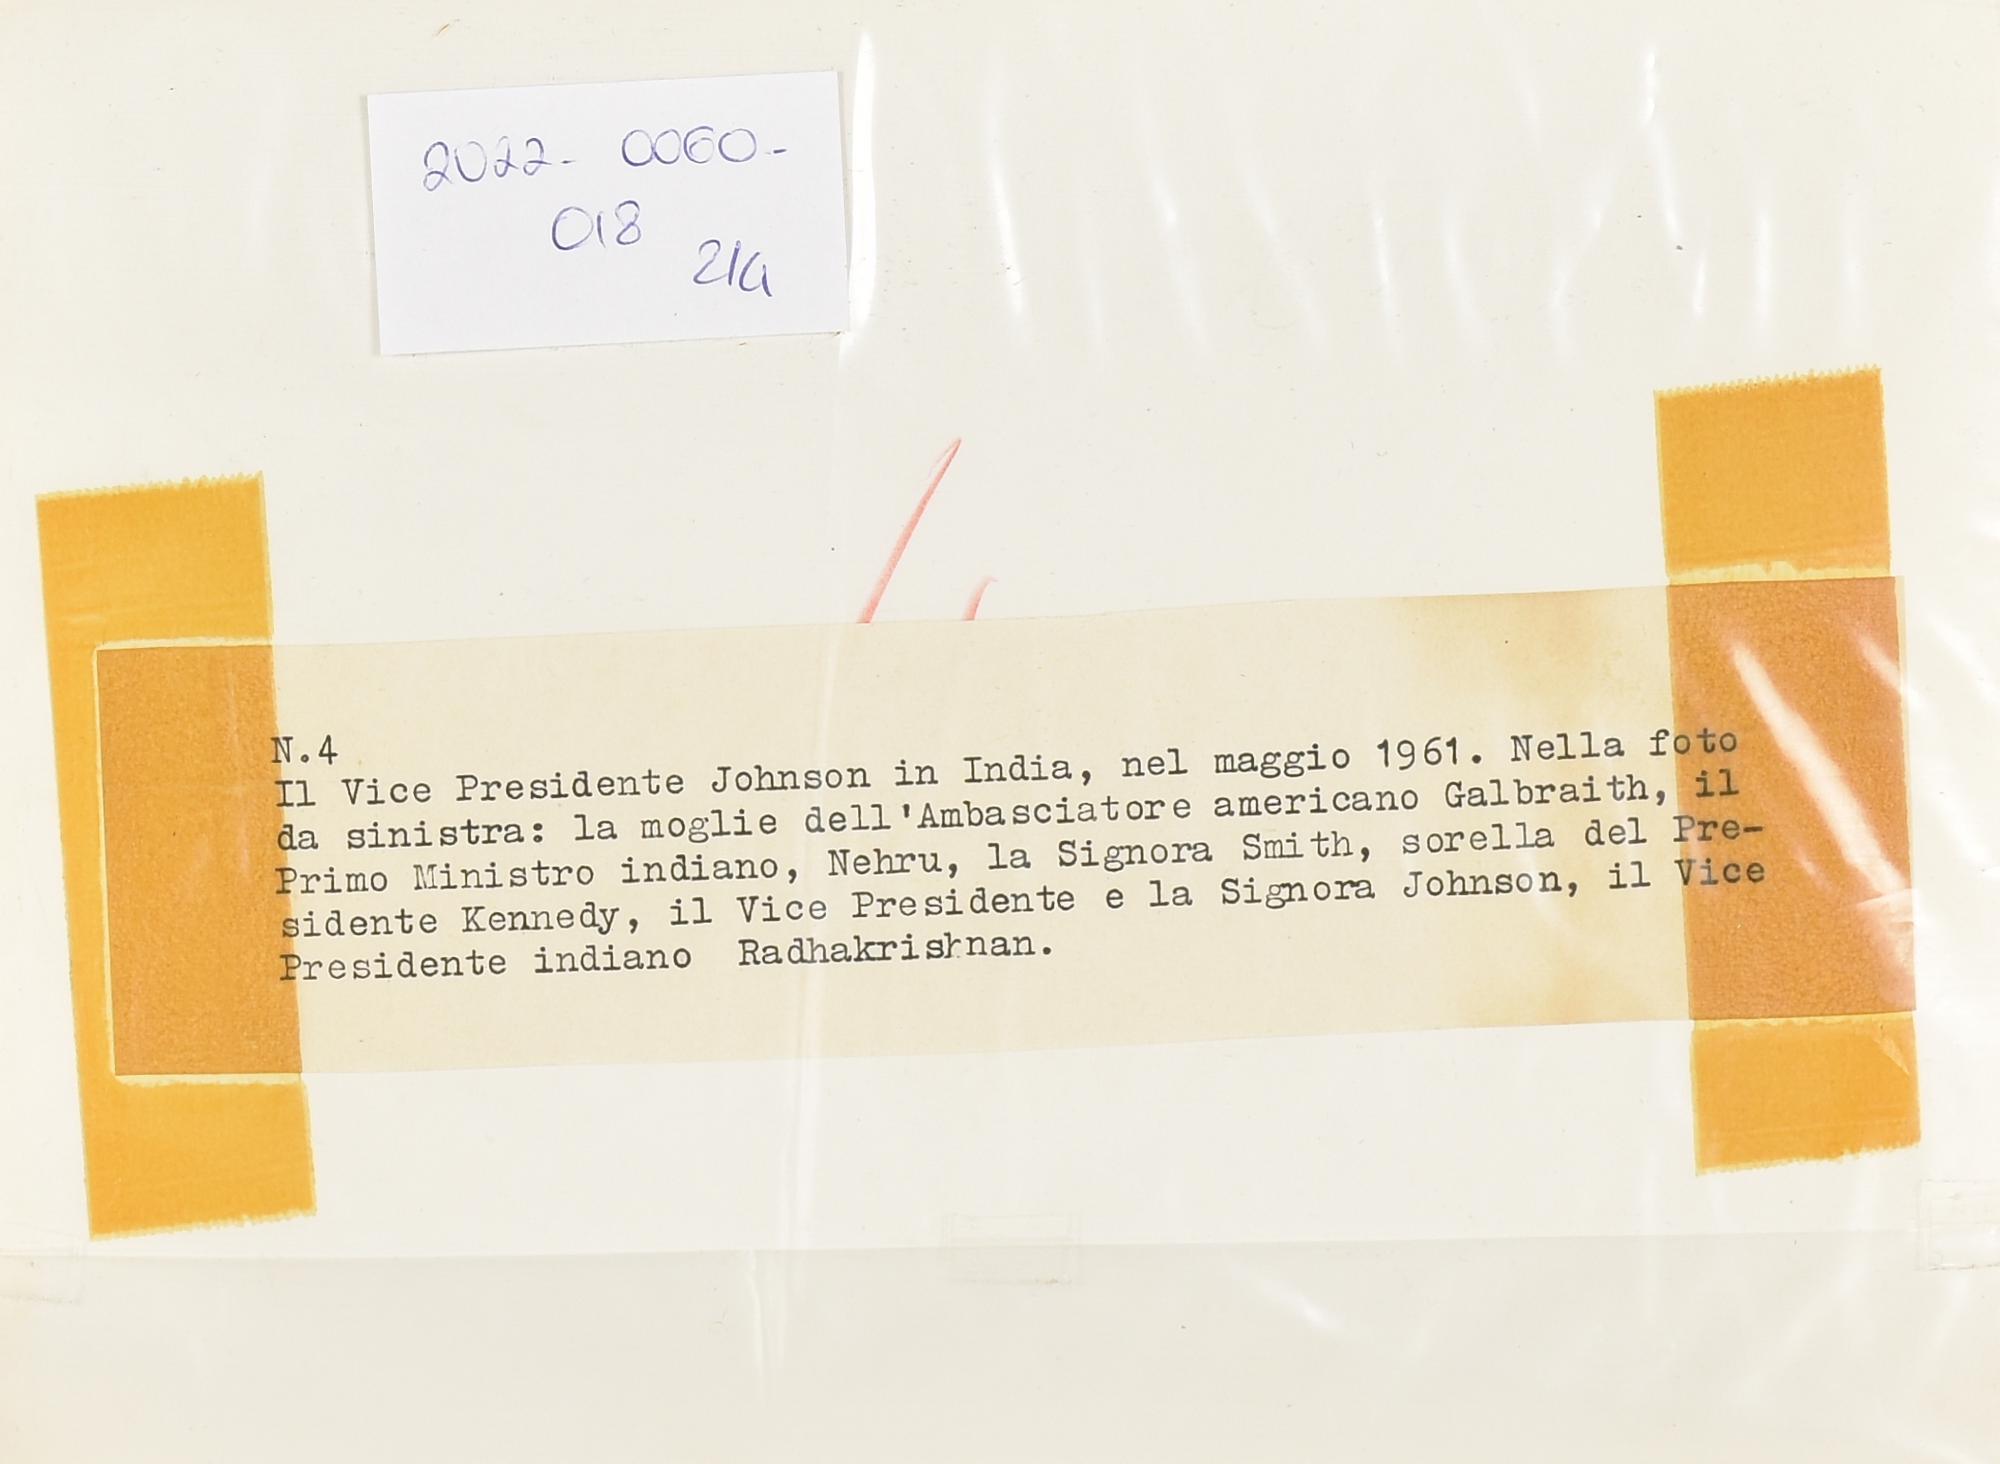 2022- 0060-
018
21a
N.4
Il Vice Presidente Johnson in India, nel maggio 1961. Nella foto
da sinistra: la moglie dell'Ambasciatore americano Galbraith, il
Primo Ministro indiano, Nehru, la Signora Smith, sorella del Pre-
sidente Kennedy, il Vice Presidente e la Signora Johnson, il Vice
Presidente indiano Radhakrishnan.